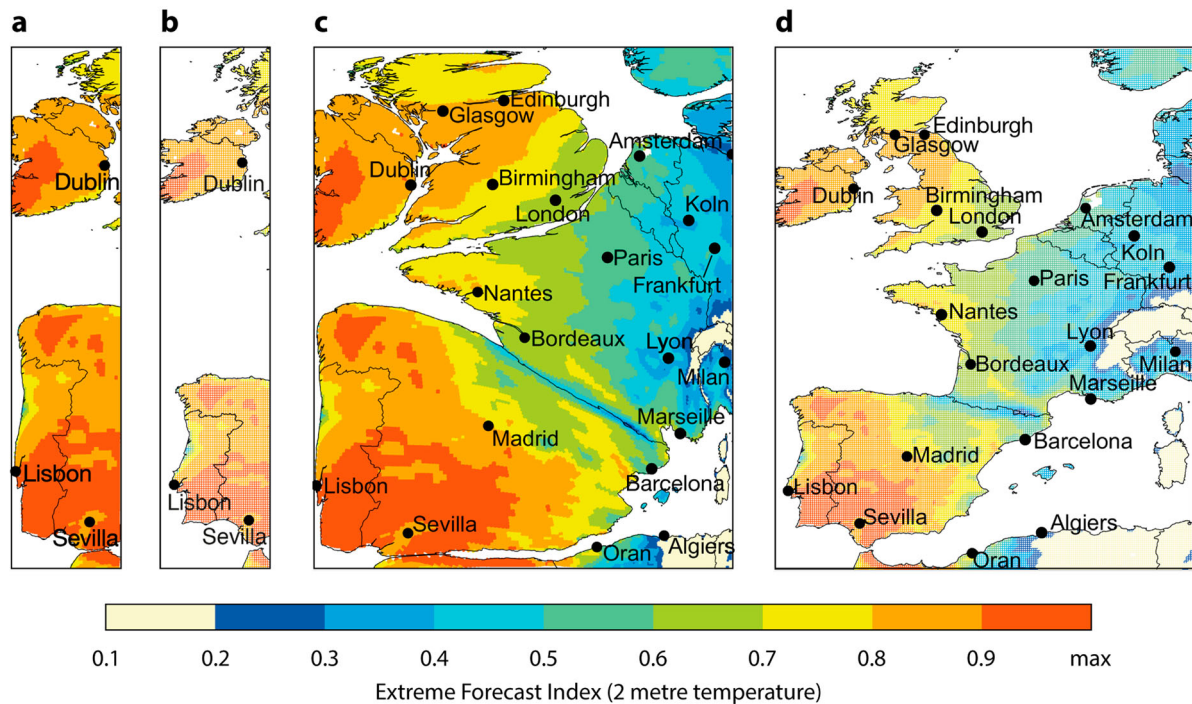 a
b
c
d
Dublin
Lisbon
Sevilla
Dublin
Lisbon
Sevilla
Edinburgh
Glasgow
Amsterdam
Dublin
Birmingham
London
Koln
Paris
Frankfurt
Nantes
Bordeaux
Lyon
Milan
Marseille
Madrid
Barcelona
Lisbon
Sevilla
Oran
Algiers
Edinburgh
Glasgow
Dublin
Birmingham
London
Amsterdam
Koln
Paris
Frankfurt
Nantes
Lyon
Milan
Bordeaux
Marseille
Barcelona
Madrid
Lisbon
Sevilla
Algiers
Oran
0.1 0.2 0.3 0.4 0.5 0.6 0.7 0.8 0.9 max
Extreme Forecast Index (2 metre temperature)